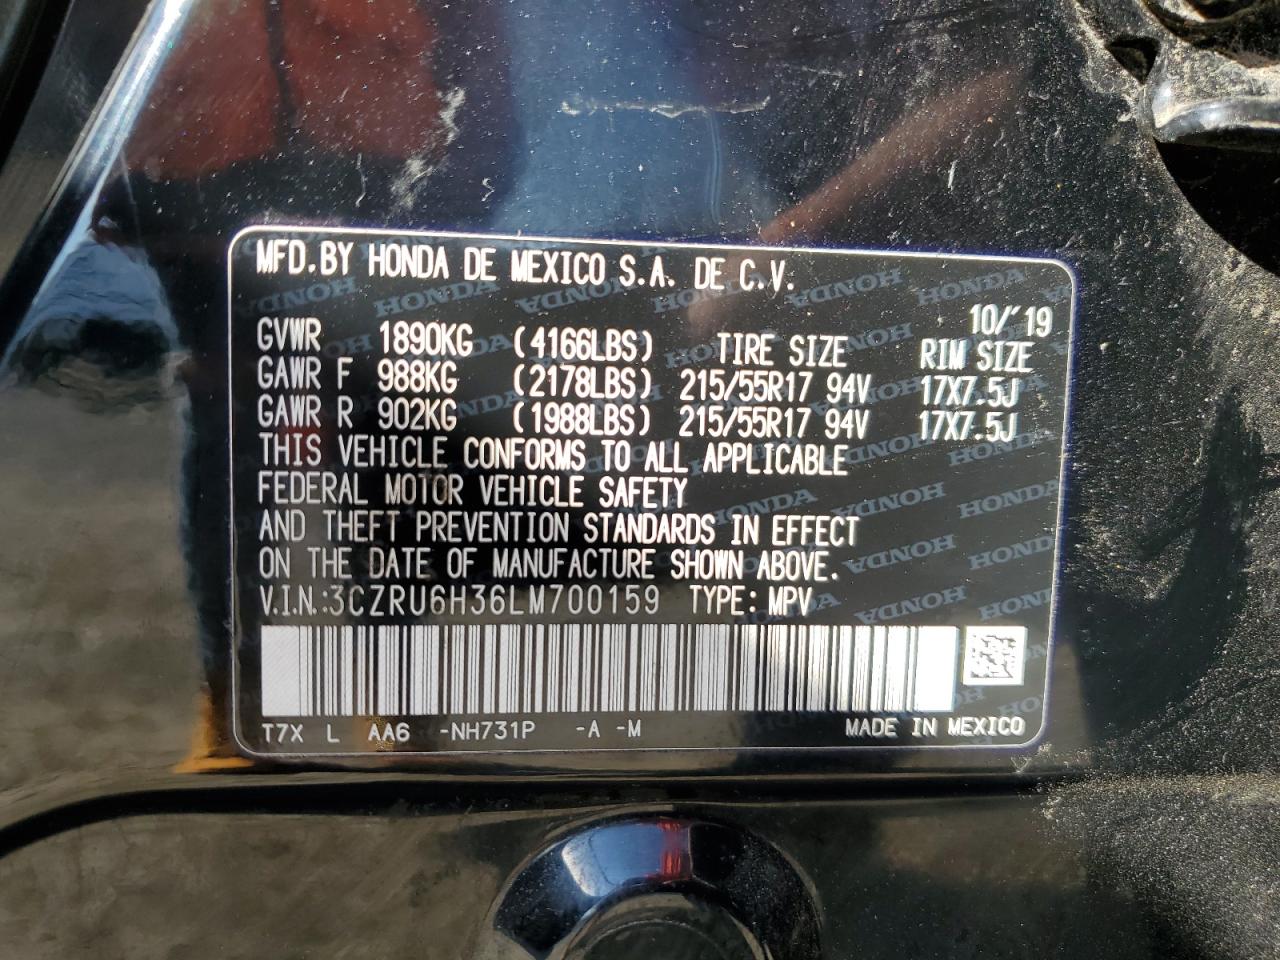 MFD.BY HONDA DE MEXICO S.A. DE C.V.
10/'19
GVWR 1890KG (4166LBS) TIRE SIZE RIM SIZE
GAWR F 988KG (2178LBS) 215/55R17 94V 17X7.5J
GAWR R 902KG (1988LBS) 215/55R17 94V 17X7.5J
THIS VEHICLE CONFORMS TO ALL APPLICABLE
FEDERAL MOTOR VEHICLE SAFETY
AND THEFT PREVENTION STANDARDS IN EFFECT
ON THE DATE OF MANUFACTURE SHOWN ABOVE.
V.I.N.:3CZRU6H36LM700159 TYPE: MPV
T7X L AA6 -NH731P -A -M MADE IN MEXICO